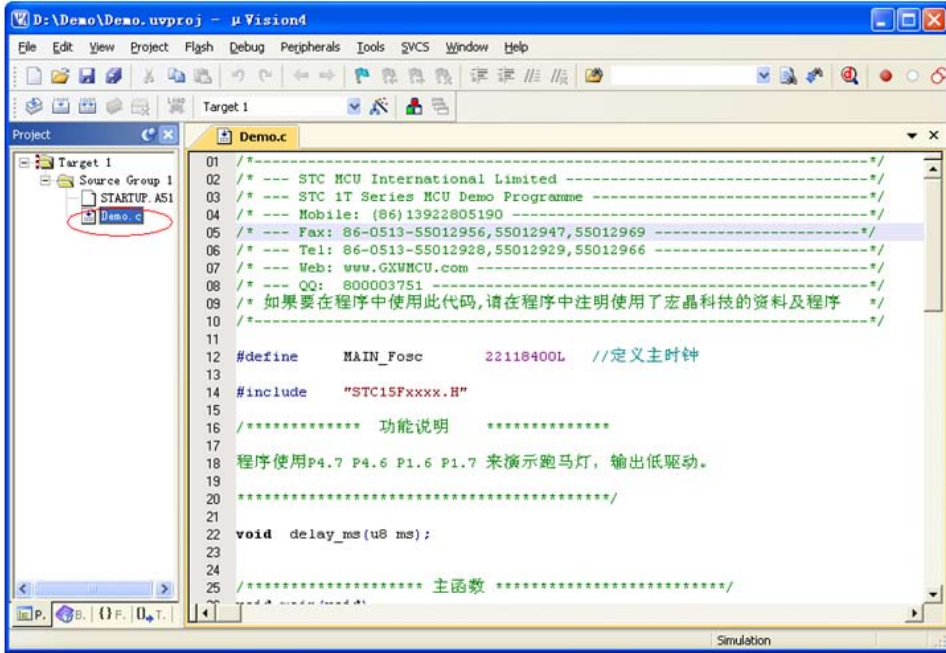 D:\Demo\Demo.uvproj - µVision4
File Edit View Project Flash Debug Peripherals Tools SVCS Window Help
Target 1
Project
Demo.c
Target 1
Source Group 1
STARTUP.A51
Demo.c
01 /*----------------------------------------------------------------------*/
02 /* --- STC MCU International Limited -----------------------------------*/
03 /* --- STC 1T Series MCU Demo Programme --------------------------------*/
04 /* --- Mobile: (86)13922805190 -----------------------------------------*/
05 /* --- Fax: 86-0513-55012956,55012947,55012969 ------------------------*/
06 /* --- Tel: 86-0513-55012928,55012929,55012966 -------------------------*/
07 /* --- Web: www.GXWMCU.com ---------------------------------------------*/
08 /* --- QQ: 800003751 --------------------------------------------------*/
09 /* 如果要在程序中使用此代码,请在程序中注明使用了宏晶科技的资料及程序 */
10 /*----------------------------------------------------------------------*/
11
12 #define MAIN_Fosc 22118400L //定义主时钟
13
14 #include "STC15Fxxxx.H"
15
16 /************* 功能说明 **************
17
18 程序使用P4.7 P4.6 P1.6 P1.7 来演示跑马灯，输出低驱动。
19
20 ******************************************/
21
22 void delay_ms(u8 ms);
23
24
25 /******************** 主函数 **************************/
P. B. {} F. T.
Simulation